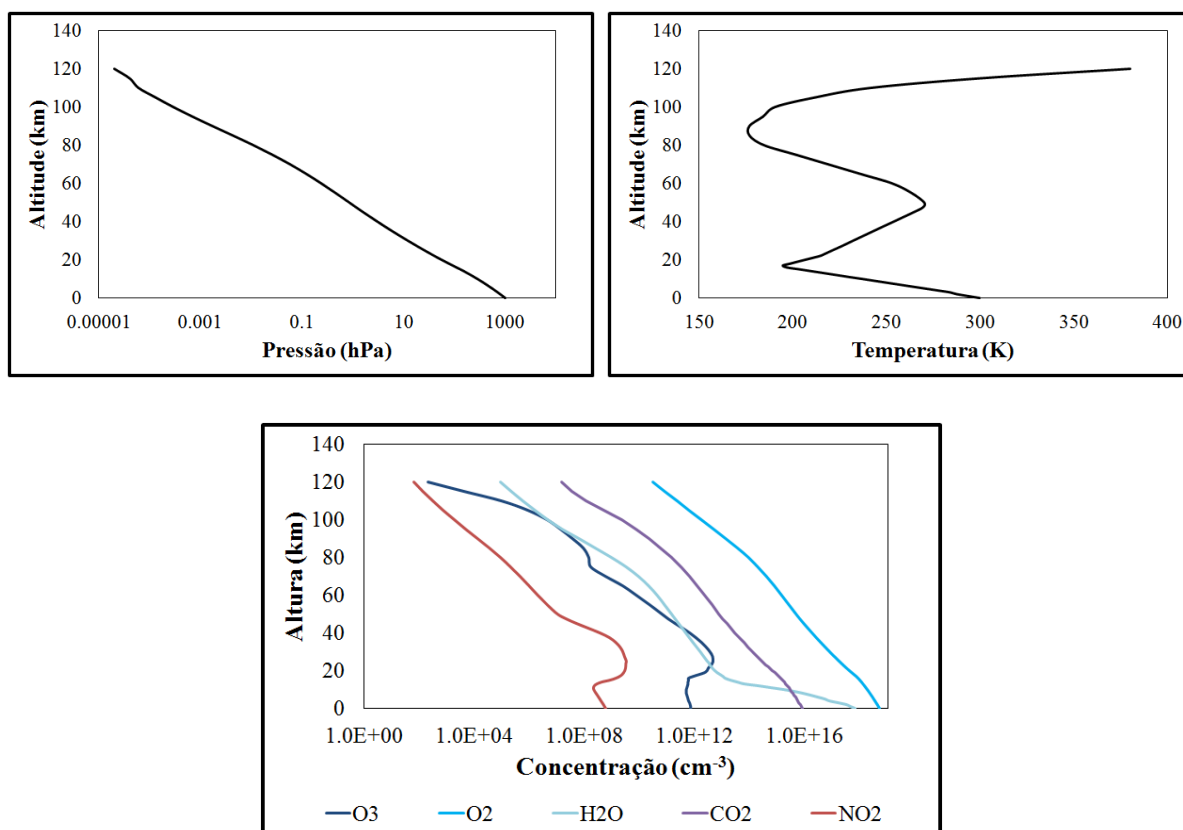 140
120
100
80
60
40
20
0
Altitude (km)
0.00001 0.001 0.1 10 1000
Pressão (hPa)
140
120
100
80
60
40
20
0
Altitude (km)
150 200 250 300 350 400
Temperatura (K)
140
120
100
80
60
40
20
0
Altura (km)
1.0E+00 1.0E+04 1.0E+08 1.0E+12 1.0E+16
Concentração (cm⁻³)
O3 O2 H2O CO2 NO2